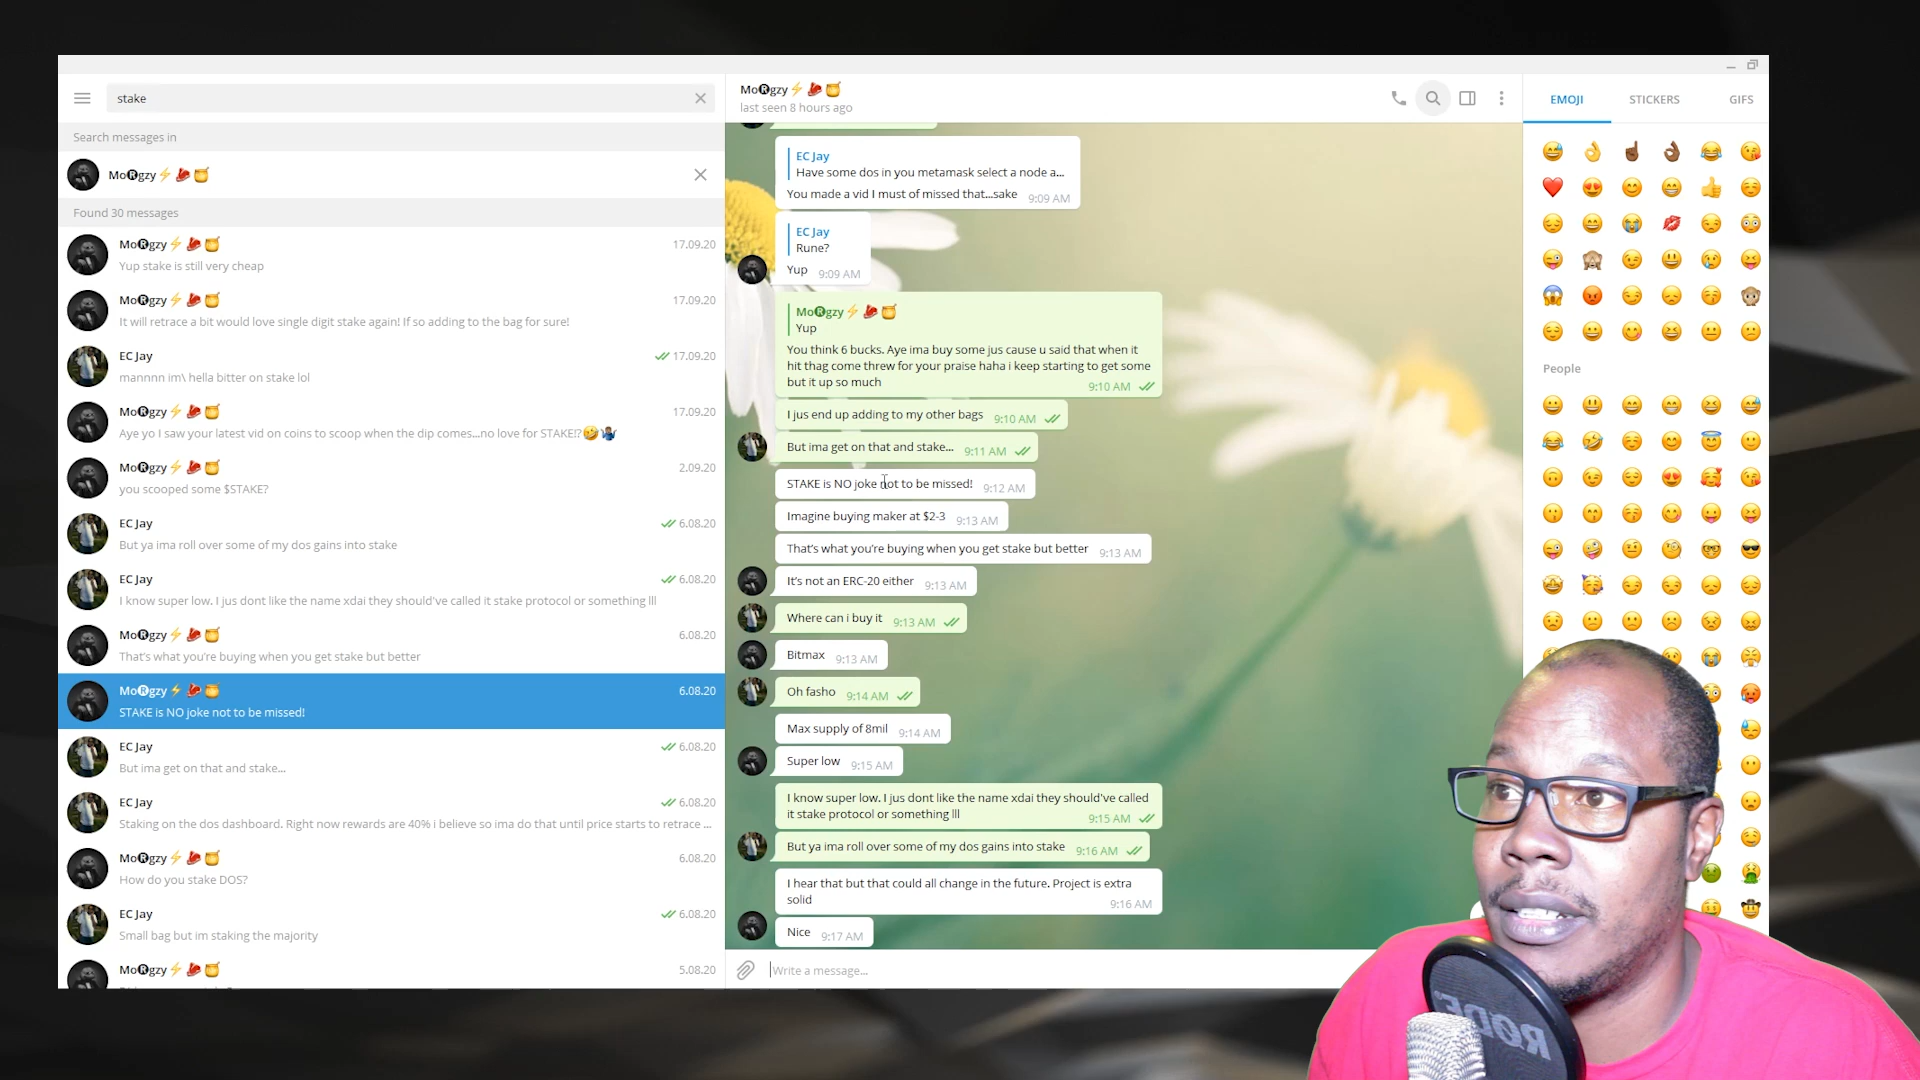 stake
Search messages in
MoRgzy
Found 30 messages
MoRgzy 17.09.20
Yup stake is still very cheap
MoRgzy 17.09.20
It will retrace a bit would love single digit stake again! If so adding to the bag for sure!
EC Jay 17.09.20
mannnn im\ hella bitter on stake lol
MoRgzy 17.09.20
Aye yo I saw your latest vid on coins to scoop when the dip comes...no love for STAKE!?🤣🤷🏾‍♂️
MoRgzy 2.09.20
you scooped some $STAKE?
EC Jay 6.08.20
But ya ima roll over some of my dos gains into stake
EC Jay 6.08.20
I know super low. I jus dont like the name xdai they should've called it stake protocol or something lll
MoRgzy 6.08.20
That's what you're buying when you get stake but better
MoRgzy 6.08.20
STAKE is NO joke not to be missed!
EC Jay 6.08.20
But ima get on that and stake...
EC Jay 6.08.20
Staking on the dos dashboard. Right now rewards are 40% i believe so ima do that until price starts to retrace ...
MoRgzy 6.08.20
How do you stake DOS?
EC Jay 6.08.20
Small bag but im staking the majority
MoRgzy 5.08.20
MoRgzy
last seen 8 hours ago
EC Jay
Have some dos in you metamask select a node a...
You made a vid I must of missed that...sake 9:09 AM
EC Jay
Rune?
Yup 9:09 AM
MoRgzy
Yup
You think 6 bucks. Aye ima buy some jus cause u said that when it
hit thag come threw for your praise haha i keep starting to get some
but it up so much 9:10 AM
I jus end up adding to my other bags 9:10 AM
But ima get on that and stake... 9:11 AM
STAKE is NO joke not to be missed! 9:12 AM
Imagine buying maker at $2-3 9:13 AM
That's what you're buying when you get stake but better 9:13 AM
It's not an ERC-20 either 9:13 AM
Where can i buy it 9:13 AM
Bitmax 9:13 AM
Oh fasho 9:14 AM
Max supply of 8mil 9:14 AM
Super low 9:15 AM
I know super low. I jus dont like the name xdai they should've called
it stake protocol or something lll 9:15 AM
But ya ima roll over some of my dos gains into stake 9:16 AM
I hear that but that could all change in the future. Project is extra
solid 9:16 AM
Nice 9:17 AM
Write a message...
EMOJI STICKERS GIFS
People
RØDE